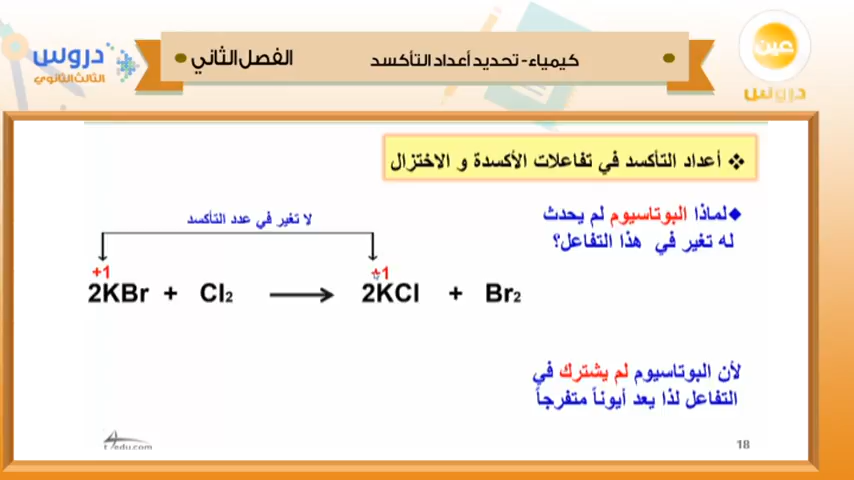 عين
دروس
كيمياء - تحديد أعداد التأكسد
الفصل الثاني
دروس
الثالث الثانوي
❖ أعداد التأكسد في تفاعلات الأكسدة و الاختزال
◆لماذا البوتاسيوم لم يحدث
له تغير في هذا التفاعل؟
لا تغير في عدد التأكسد
+1 +1
2KBr + Cl₂ ⟶ 2KCl + Br₂
لأن البوتاسيوم لم يشترك في
التفاعل لذا يعد أيوناً متفرجاً
18